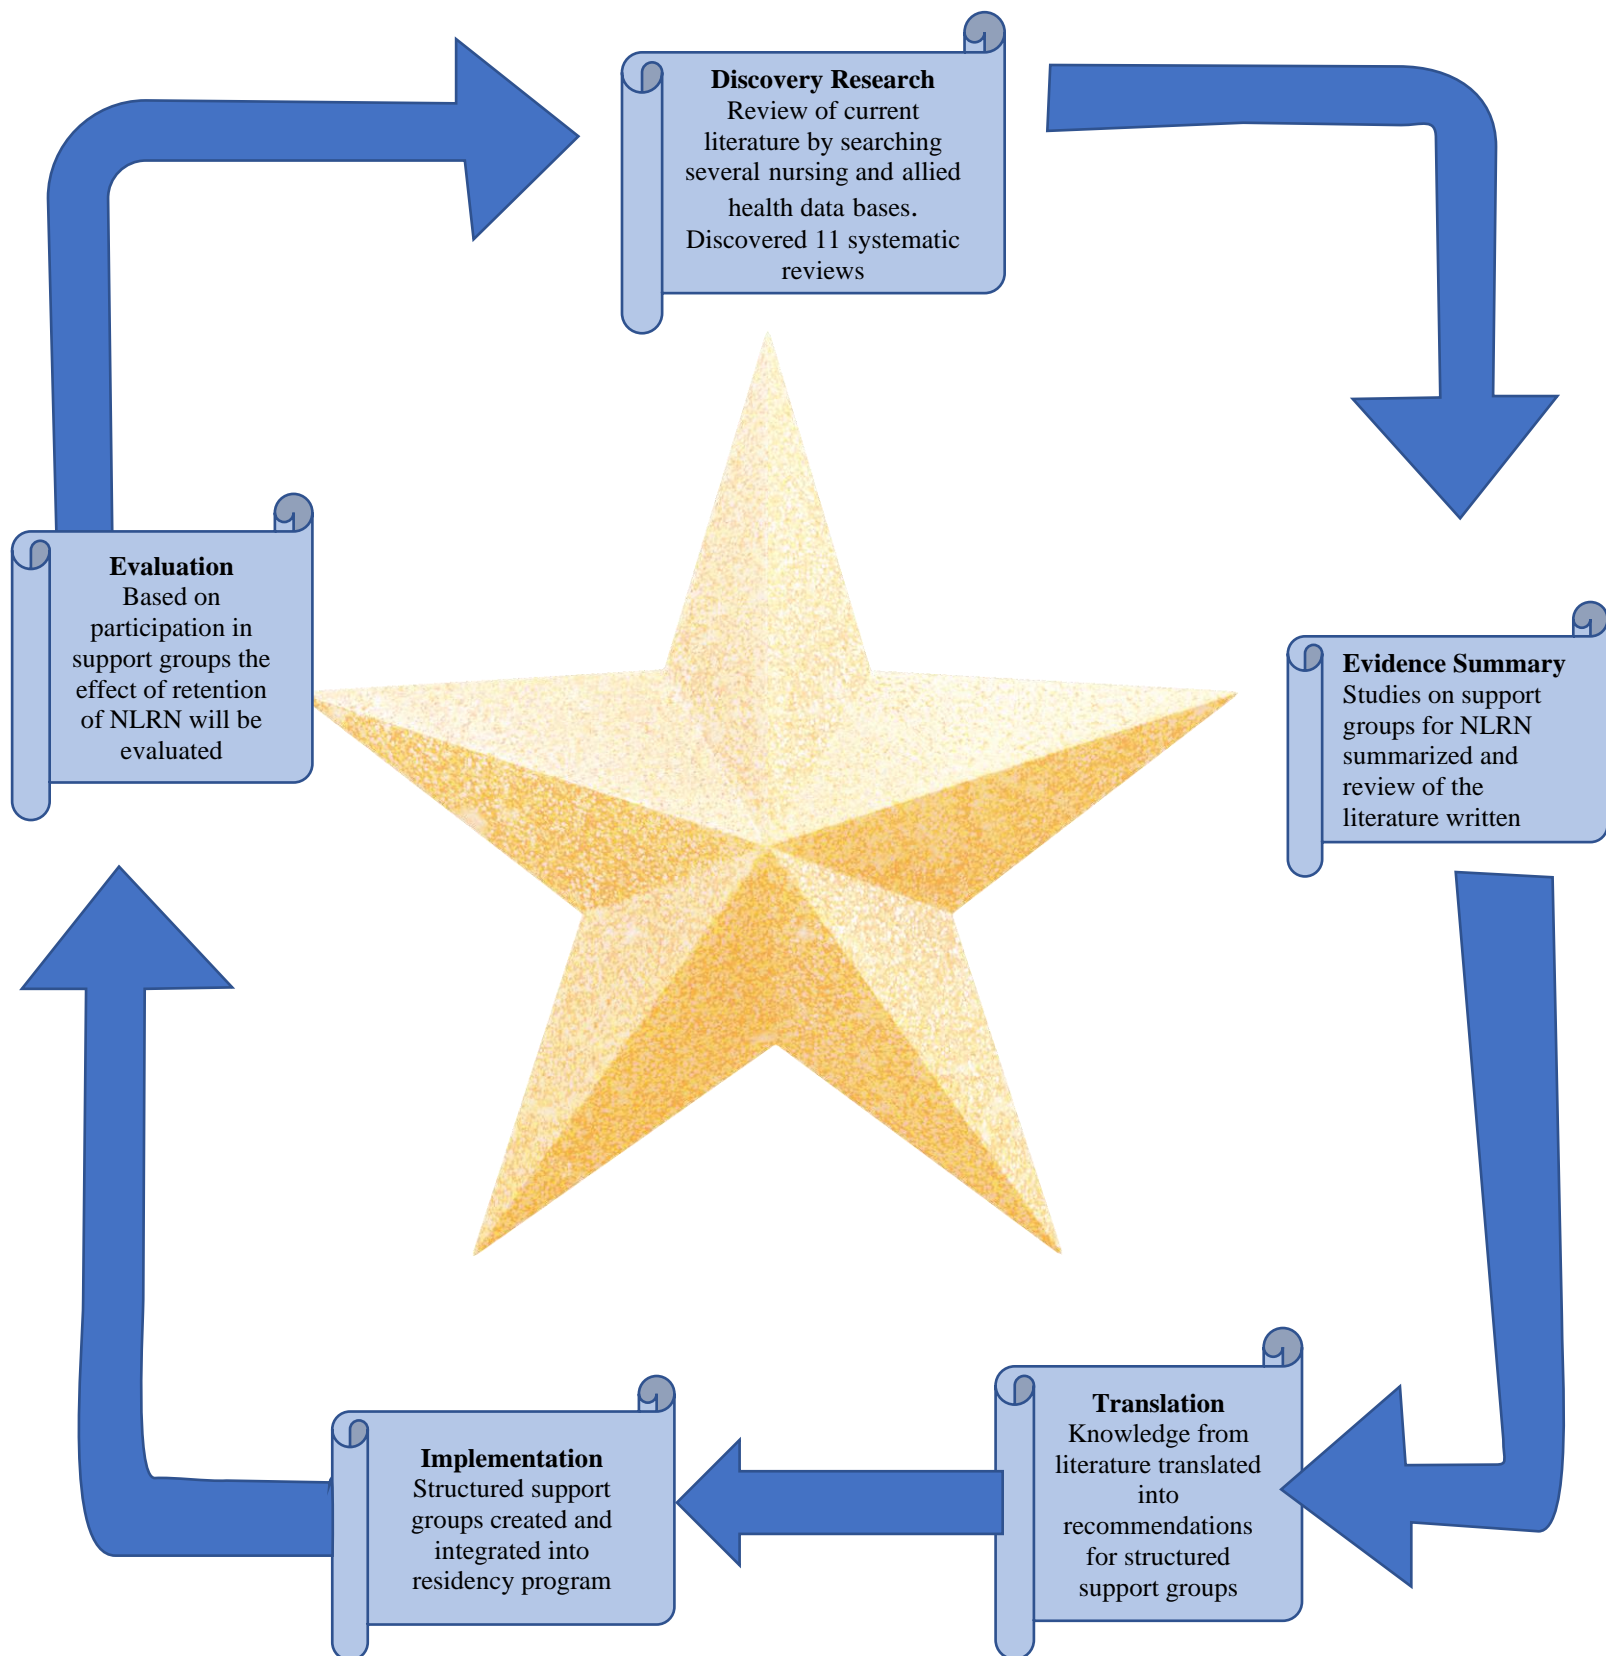 Discovery Research
Review of current
literature by searching
several nursing and allied
health data bases.
Discovered 11 systematic
reviews
Evidence Summary
Studies on support
groups for NLRN
summarized and
review of the
literature written
Translation
Knowledge from
literature translated
into
recommendations
for structured
support groups
Implementation
Structured support
groups created and
integrated into
residency program
Evaluation
Based on
participation in
support groups the
effect of retention
of NLRN will be
evaluated